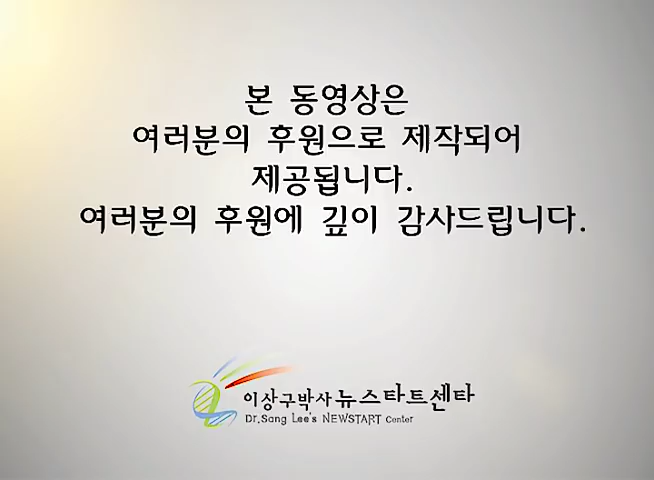 본 동영상은
여러분의 후원으로 제작되어
제공됩니다.
여러분의 후원에 깊이 감사드립니다.
이상구박사 뉴스타트센타
Dr.Sang Lee's NEWSTART Center